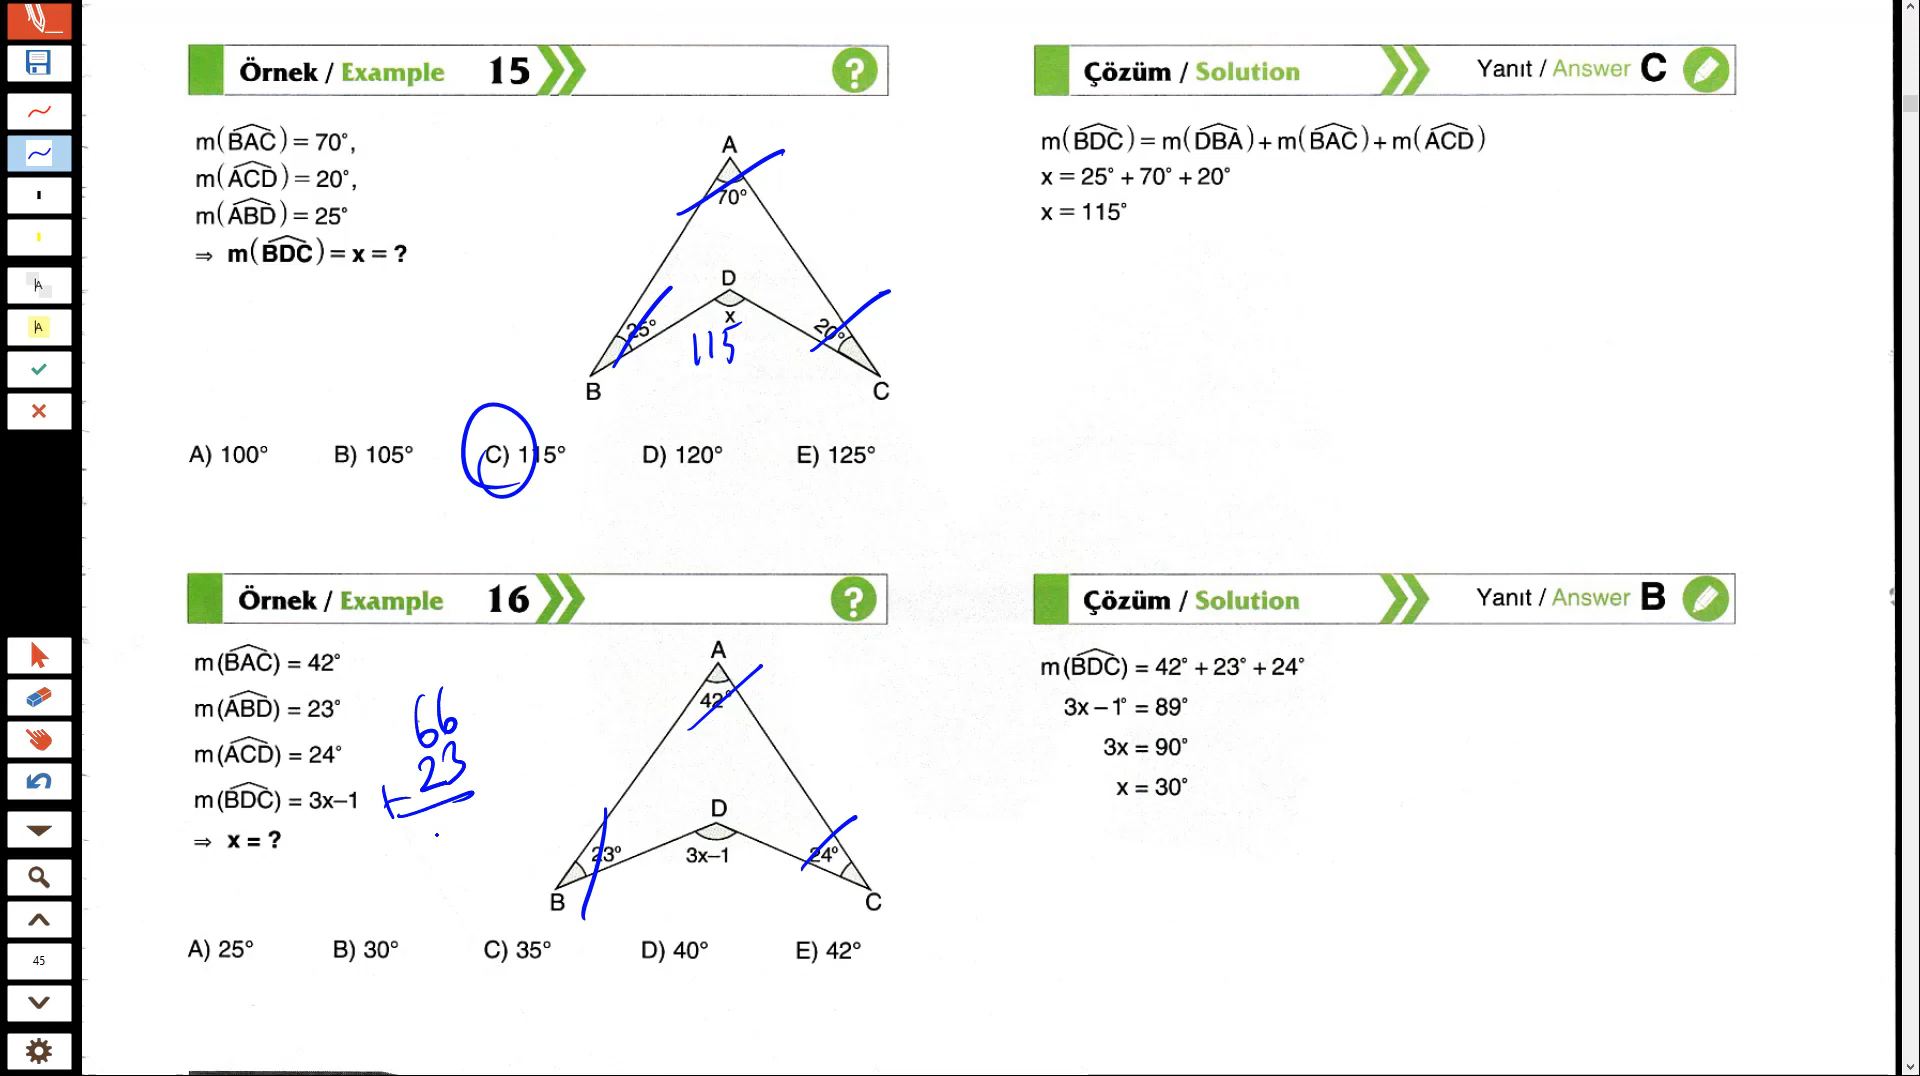 Örnek / Example 15
?
m(BAC) = 70°,
m(ACD) = 20°,
m(ABD) = 25°
⇒ m(BDC) = x = ?
A
70°
D
x
25°
20°
115
B
C
A) 100° B) 105° C) 115° D) 120° E) 125°
Çözüm / Solution Yanıt / Answer C
m(BDC) = m(DBA) + m(BAC) + m(ACD)
x = 25° + 70° + 20°
x = 115°
Örnek / Example 16
?
m(BAC) = 42°
m(ABD) = 23°
m(ACD) = 24°
m(BDC) = 3x–1
⇒ x = ?
66
23
+
A
42°
D
23°
3x–1
24°
B
C
A) 25° B) 30° C) 35° D) 40° E) 42°
Çözüm / Solution Yanıt / Answer B
m(BDC) = 42° + 23° + 24°
3x – 1° = 89°
3x = 90°
x = 30°
A
A
45